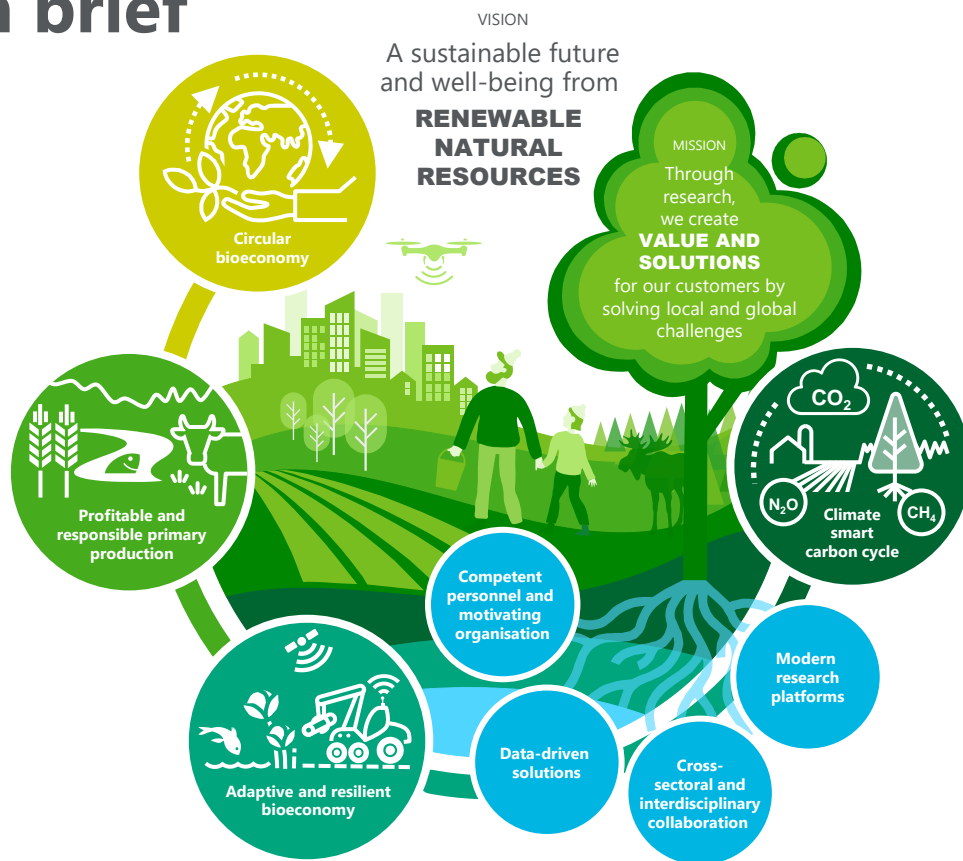 brief
VISION
A sustainable future
and well-being from
RENEWABLE
NATURAL
RESOURCES
MISSION
Through
research,
we create
VALUE AND
SOLUTIONS
for our customers by
solving local and global
challenges
Circular
bioeconomy
Profitable and
responsible primary
production
CO₂
N₂O
CH₄
Climate
smart
carbon cycle
Competent
personnel and
motivating
organisation
Modern
research
platforms
Adaptive and resilient
bioeconomy
Data-driven
solutions
Cross-
sectoral and
interdisciplinary
collaboration